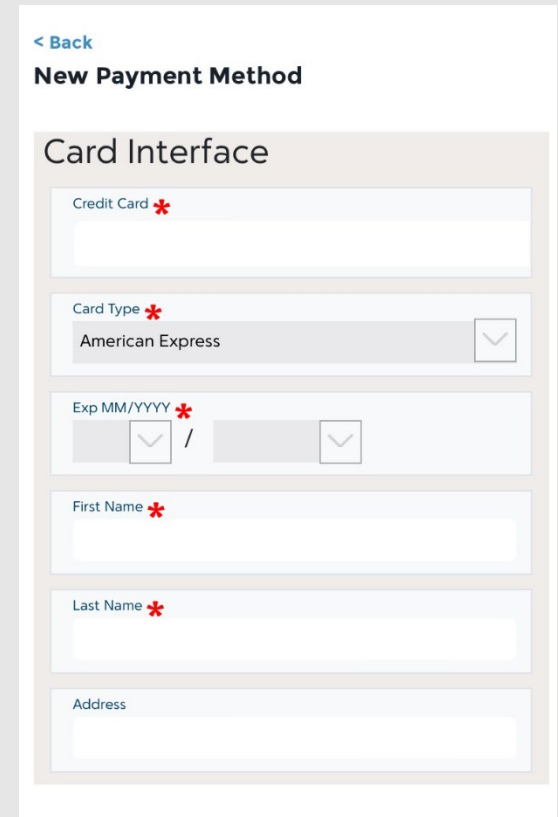 < Back
New Payment Method
Card Interface
Credit Card *
Card Type *
American Express
Exp MM/YYYY *
/
First Name *
Last Name *
Address